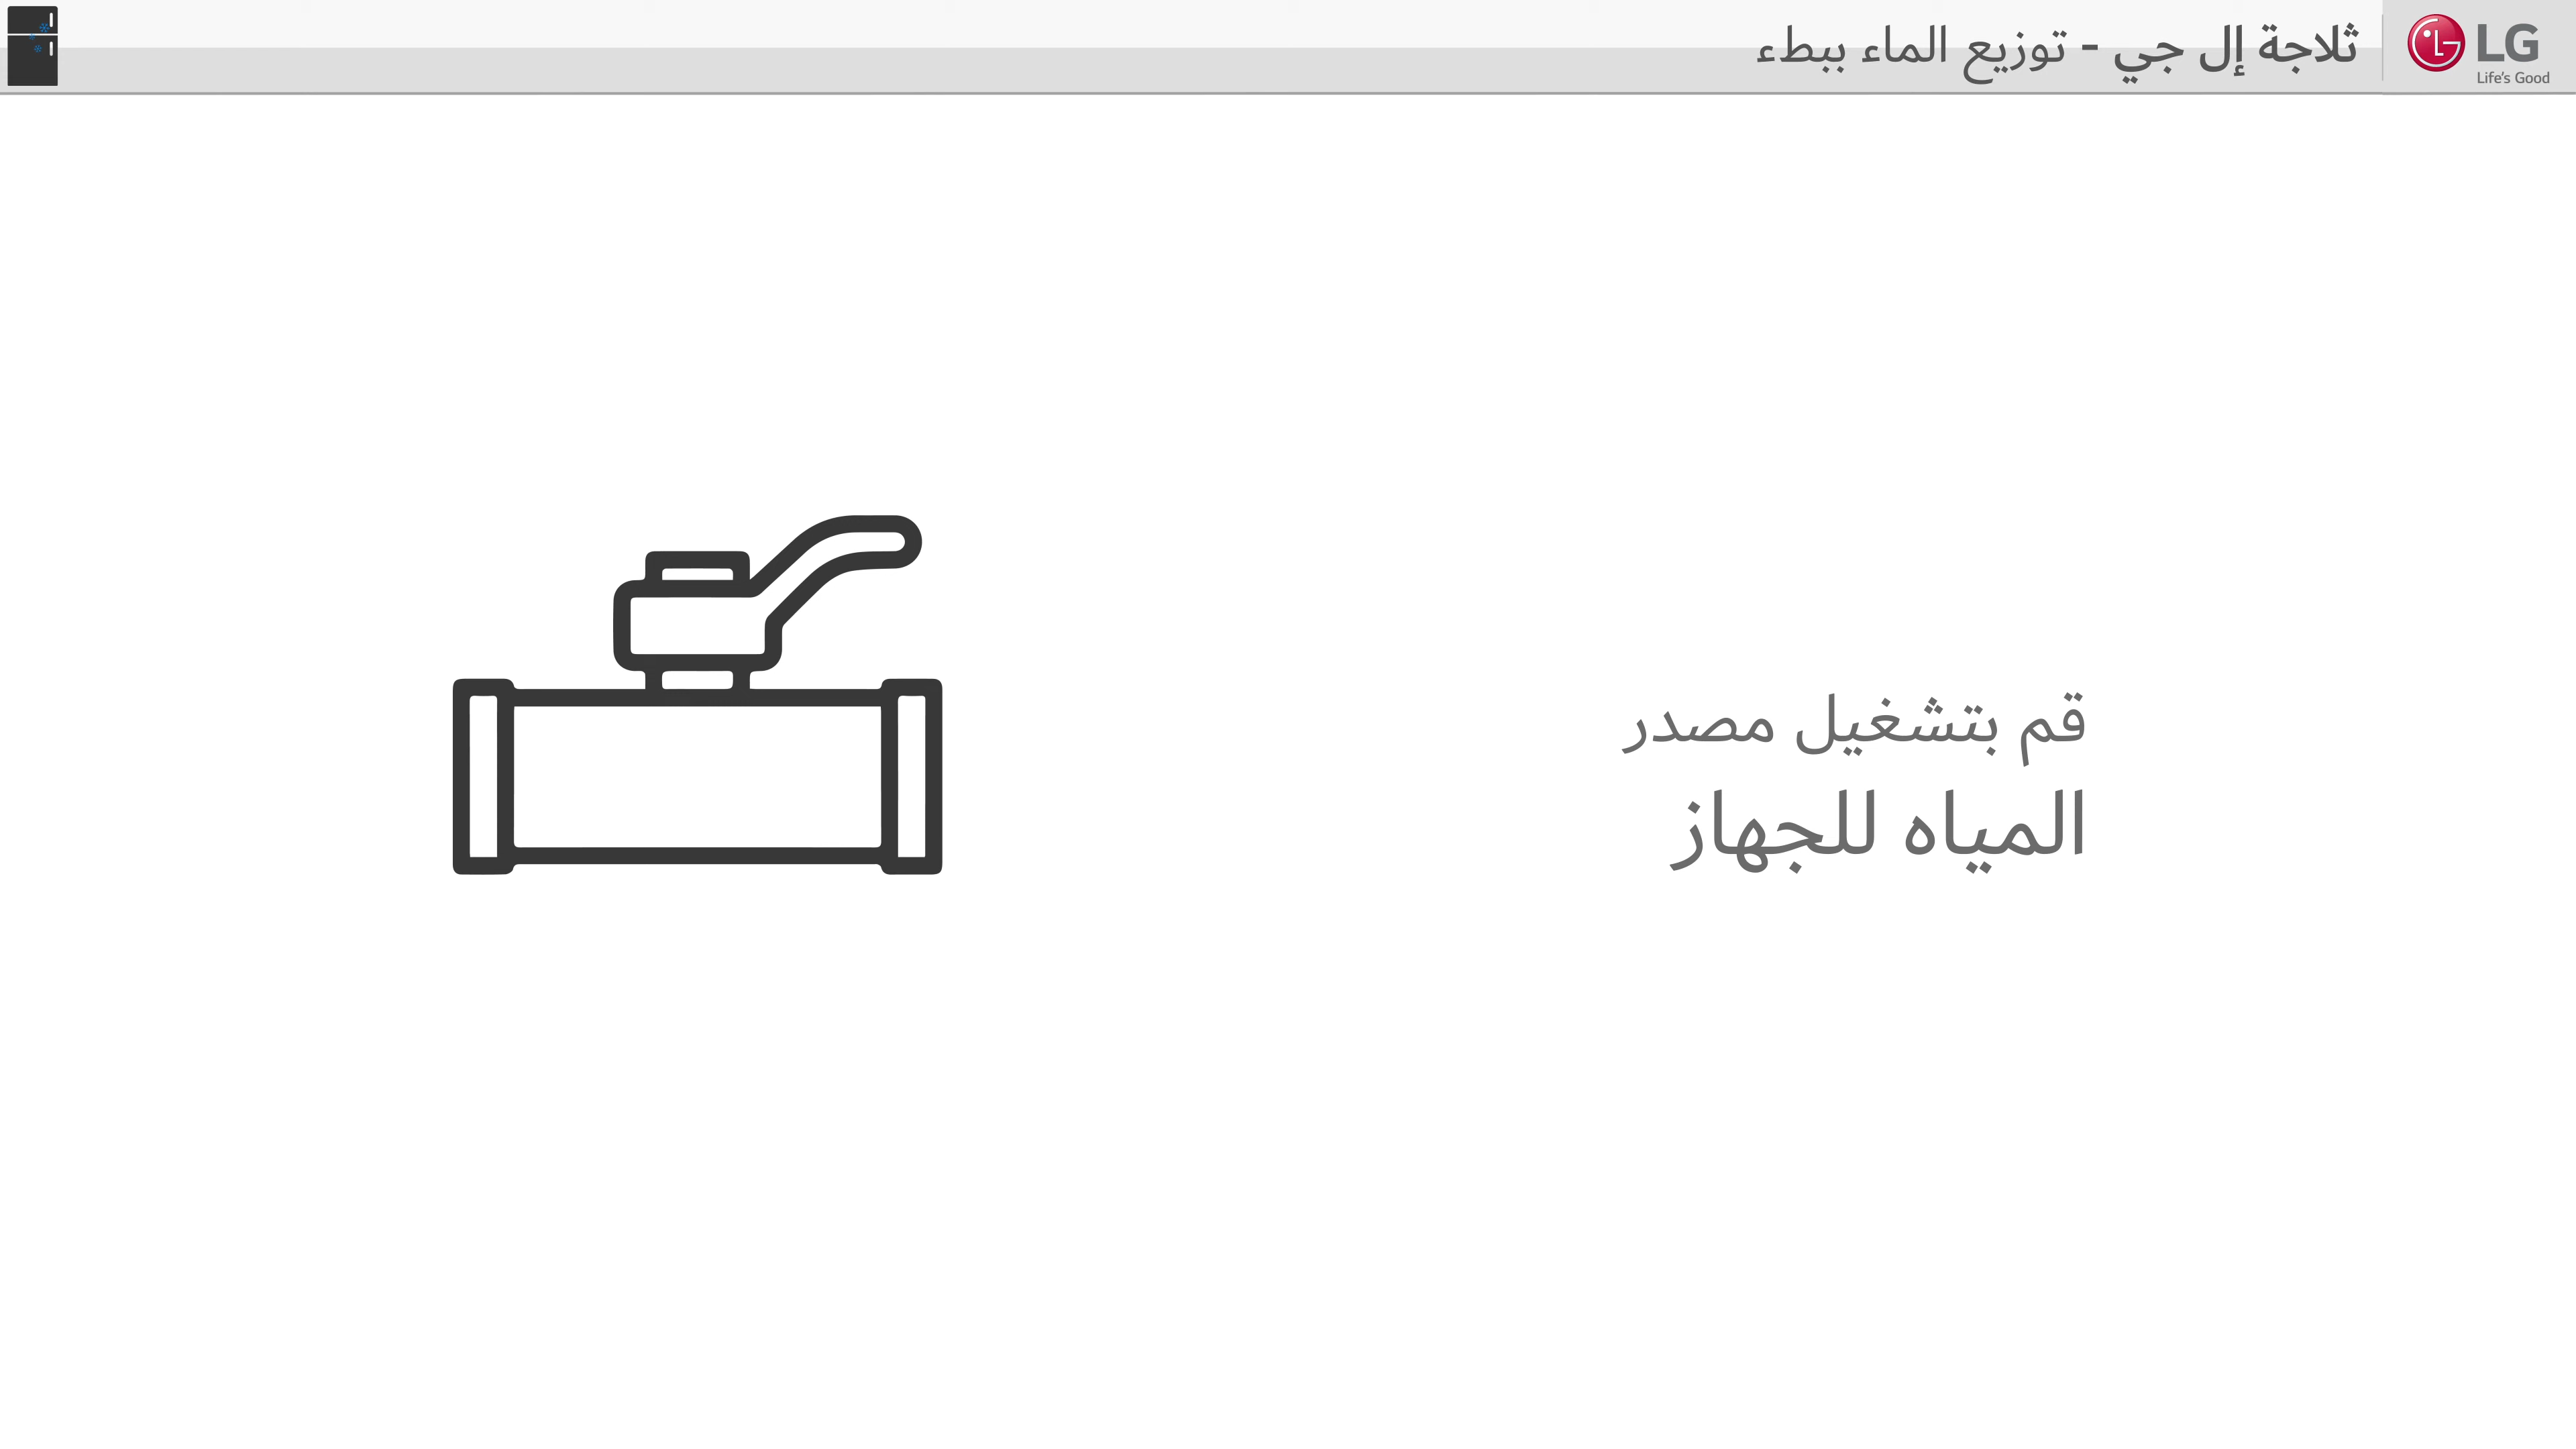 LG
Life's Good
ثلاجة إل جي - توزيع الماء ببطء
قم بتشغيل مصدر
المياه للجهاز